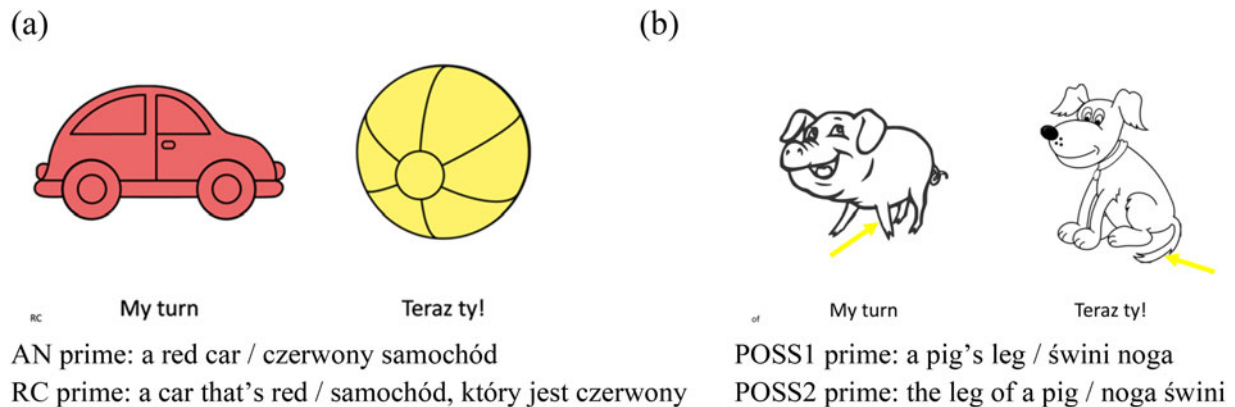 (a)
(b)
RC My turn Teraz ty!
of My turn Teraz ty!
AN prime: a red car / czerwony samochód
RC prime: a car that's red / samochód, który jest czerwony
POSS1 prime: a pig's leg / świni noga
POSS2 prime: the leg of a pig / noga świni